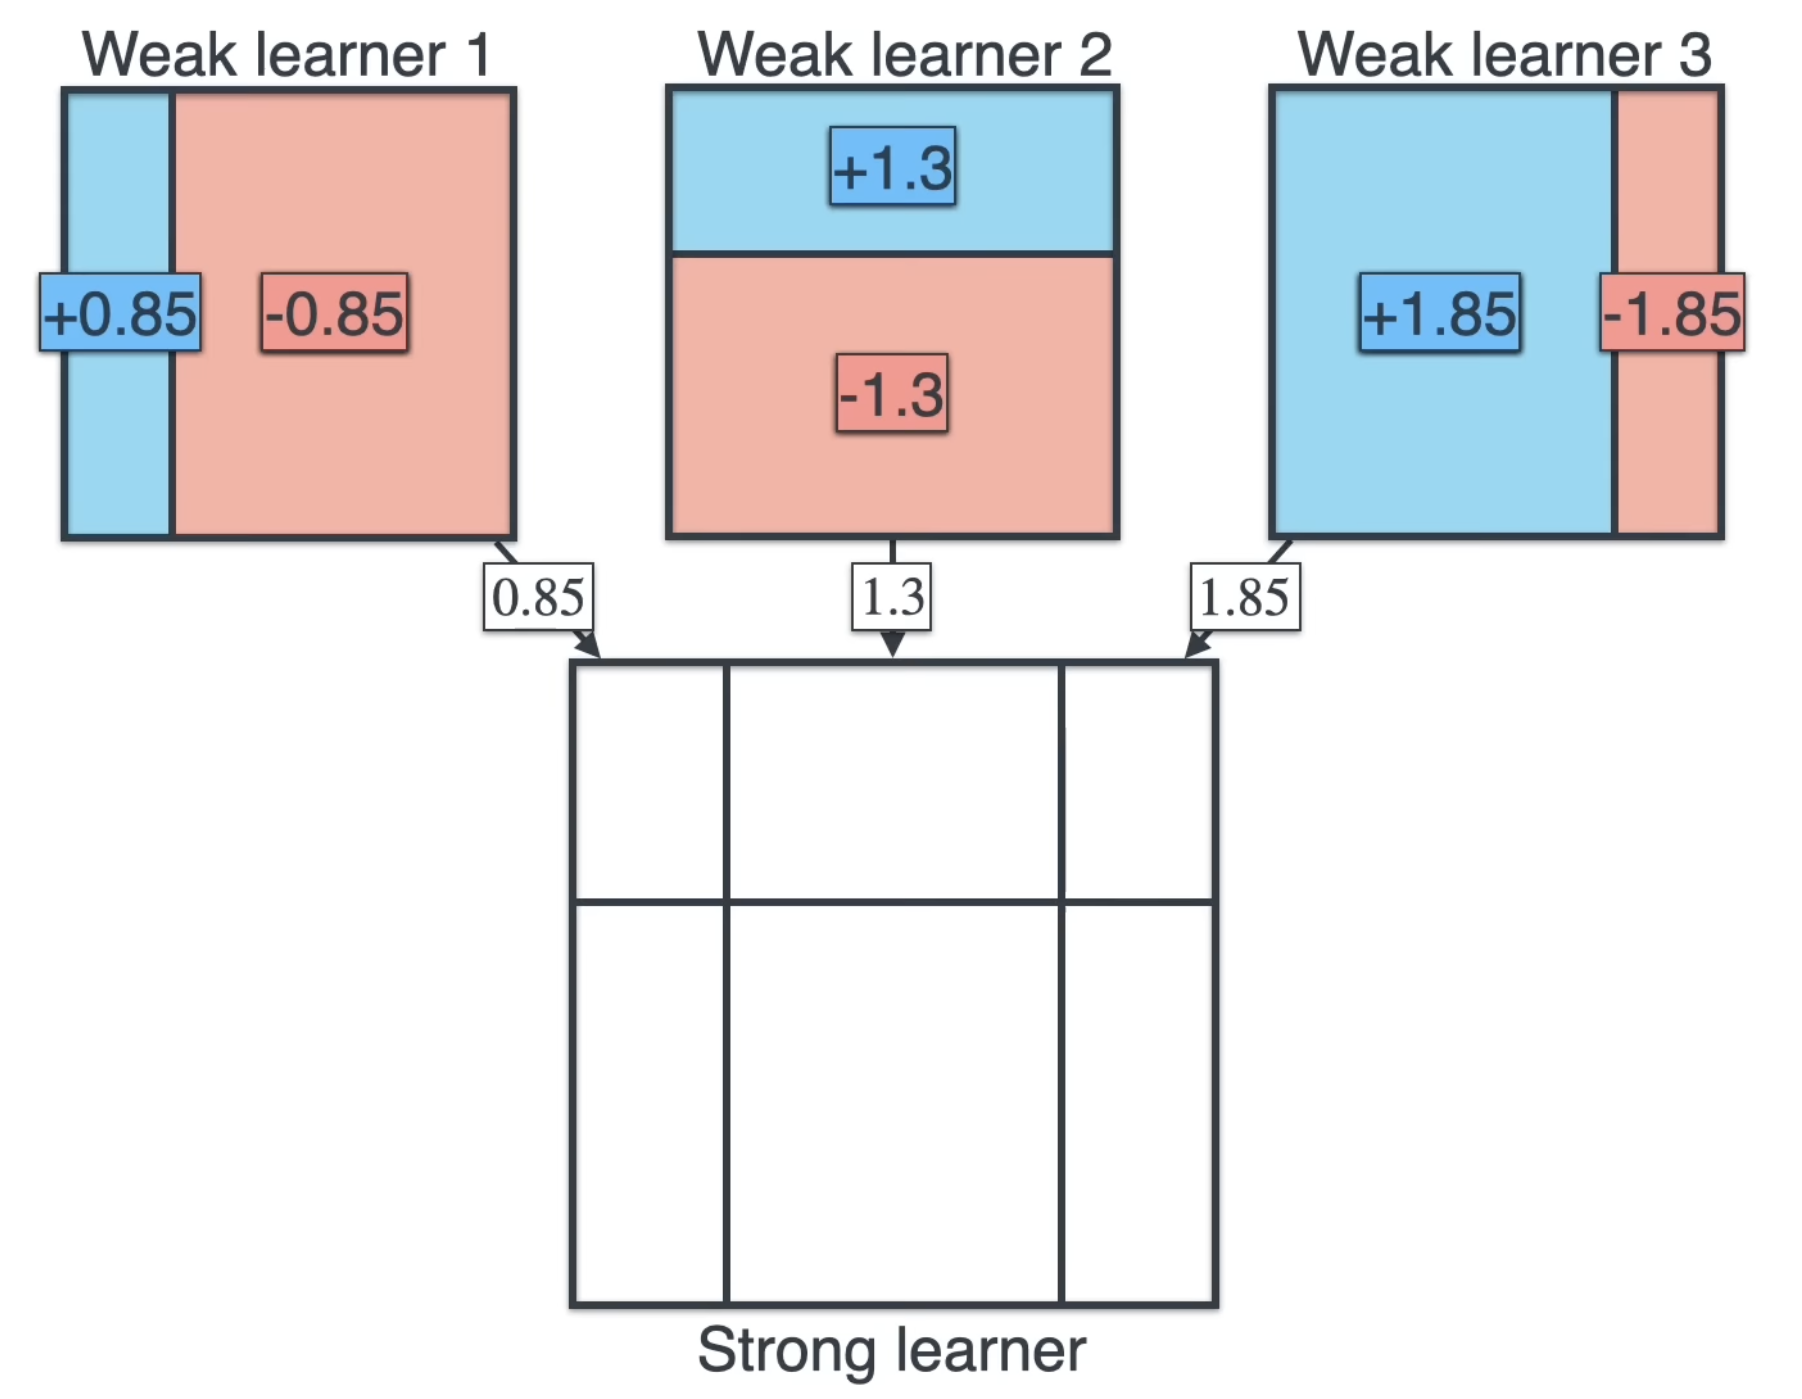 Weak learner 1
Weak learner 2
Weak learner 3
+1.3
+0.85
-0.85
+1.85
-1.85
-1.3
0.85
1.3
1.85
Strong learner